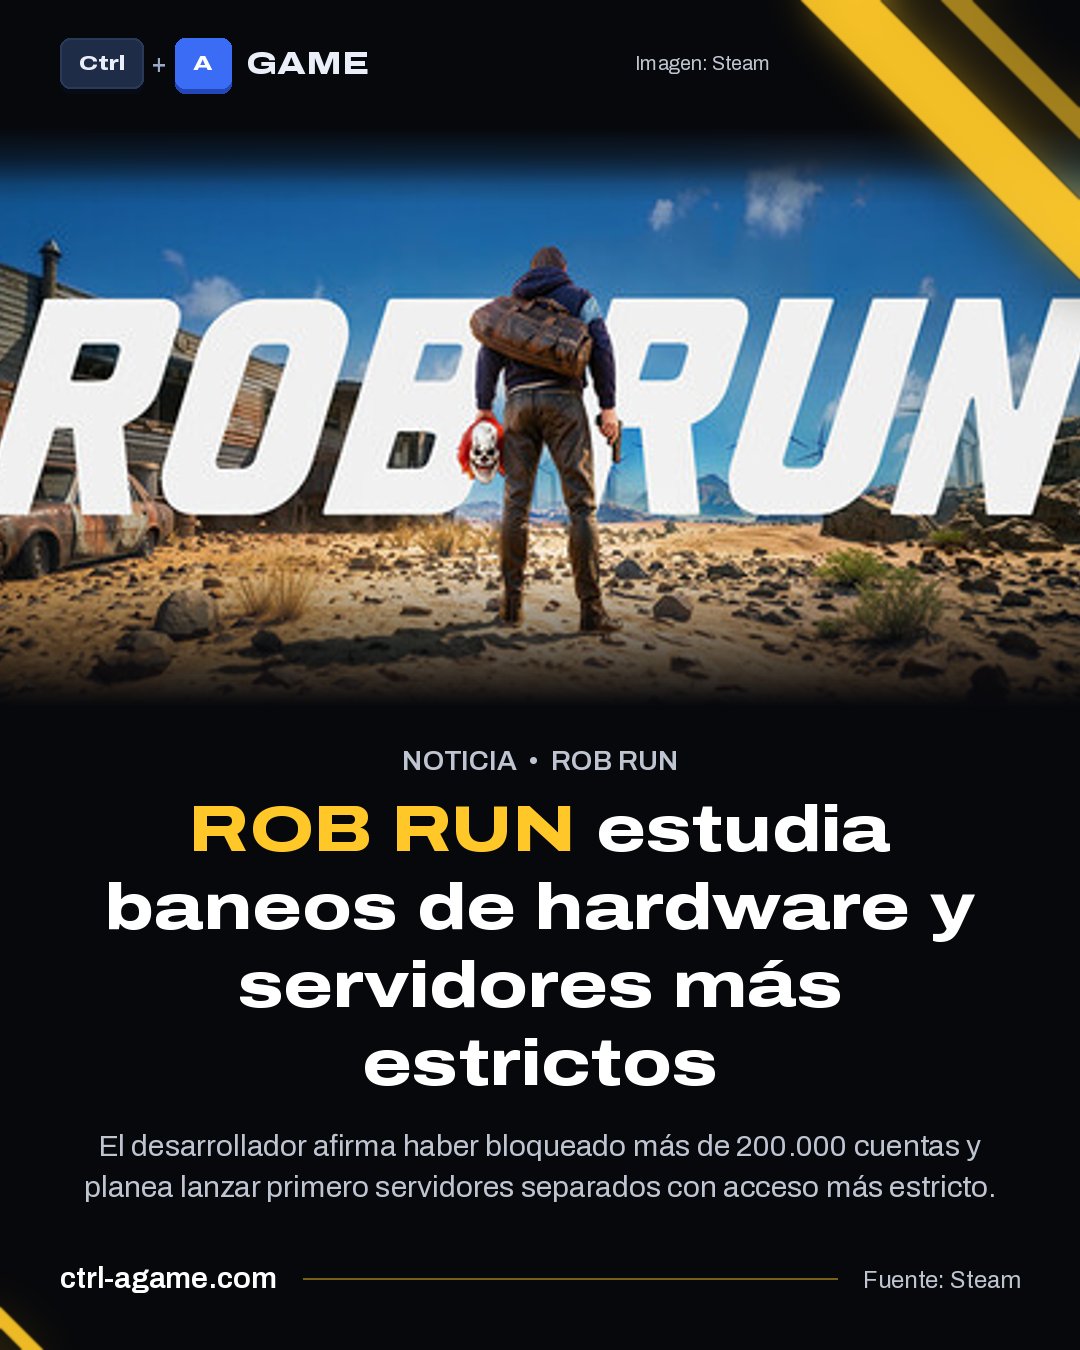 Ctrl + A GAME
Imagen: Steam
ROB RUN
NOTICIA • ROB RUN
ROB RUN estudia
baneos de hardware y
servidores más
estrictos
El desarrollador afirma haber bloqueado más de 200.000 cuentas y
planea lanzar primero servidores separados con acceso más estricto.
ctrl-agame.com
Fuente: Steam